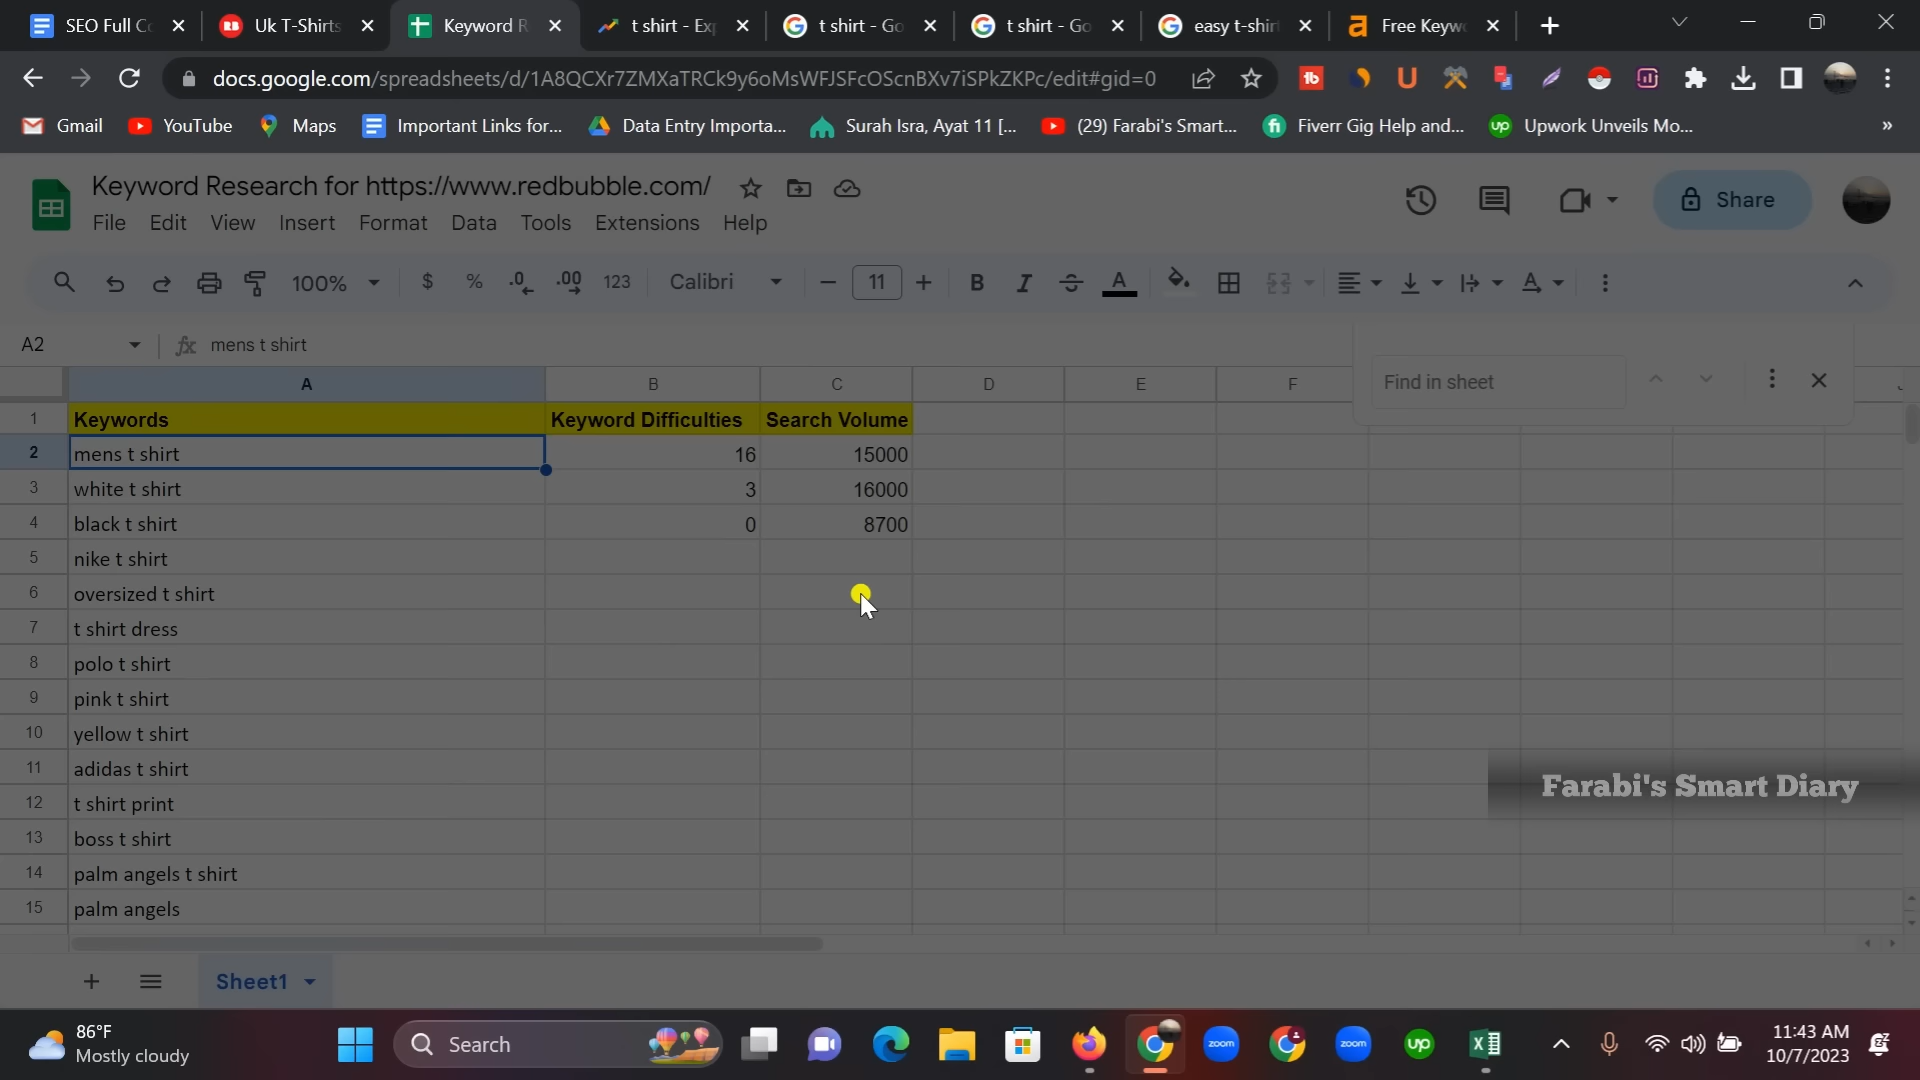 SEO Full C
Uk T-Shirts
Keyword R
t shirt - Exp
t shirt - Go
t shirt - Go
easy t-shirt
Free Keyw
docs.google.com/spreadsheets/d/1A8QCXr7ZMXaTRCk9y6oMsWFJSFcOScnBXv7iSPkZKPc/edit#gid=0
Gmail
YouTube
Maps
Important Links for...
Data Entry Importa...
Surah Isra, Ayat 11 [...
(29) Farabi's Smart...
Fiverr Gig Help and...
Upwork Unveils Mo...
Keyword Research for https://www.redbubble.com/
File Edit View Insert Format Data Tools Extensions Help
Share
100% $ % .0 .00 123 Calibri 11 B I S A
A2 fx mens t shirt
Find in sheet
A B C D E F
1 Keywords Keyword Difficulties Search Volume
2 mens t shirt 16 15000
3 white t shirt 3 16000
4 black t shirt 0 8700
5 nike t shirt
6 oversized t shirt
7 t shirt dress
8 polo t shirt
9 pink t shirt
10 yellow t shirt
11 adidas t shirt
12 t shirt print
13 boss t shirt
14 palm angels t shirt
15 palm angels
Farabi's Smart Diary
Sheet1
86°F
Mostly cloudy
Search
zoom
zoom
up
11:43 AM
10/7/2023